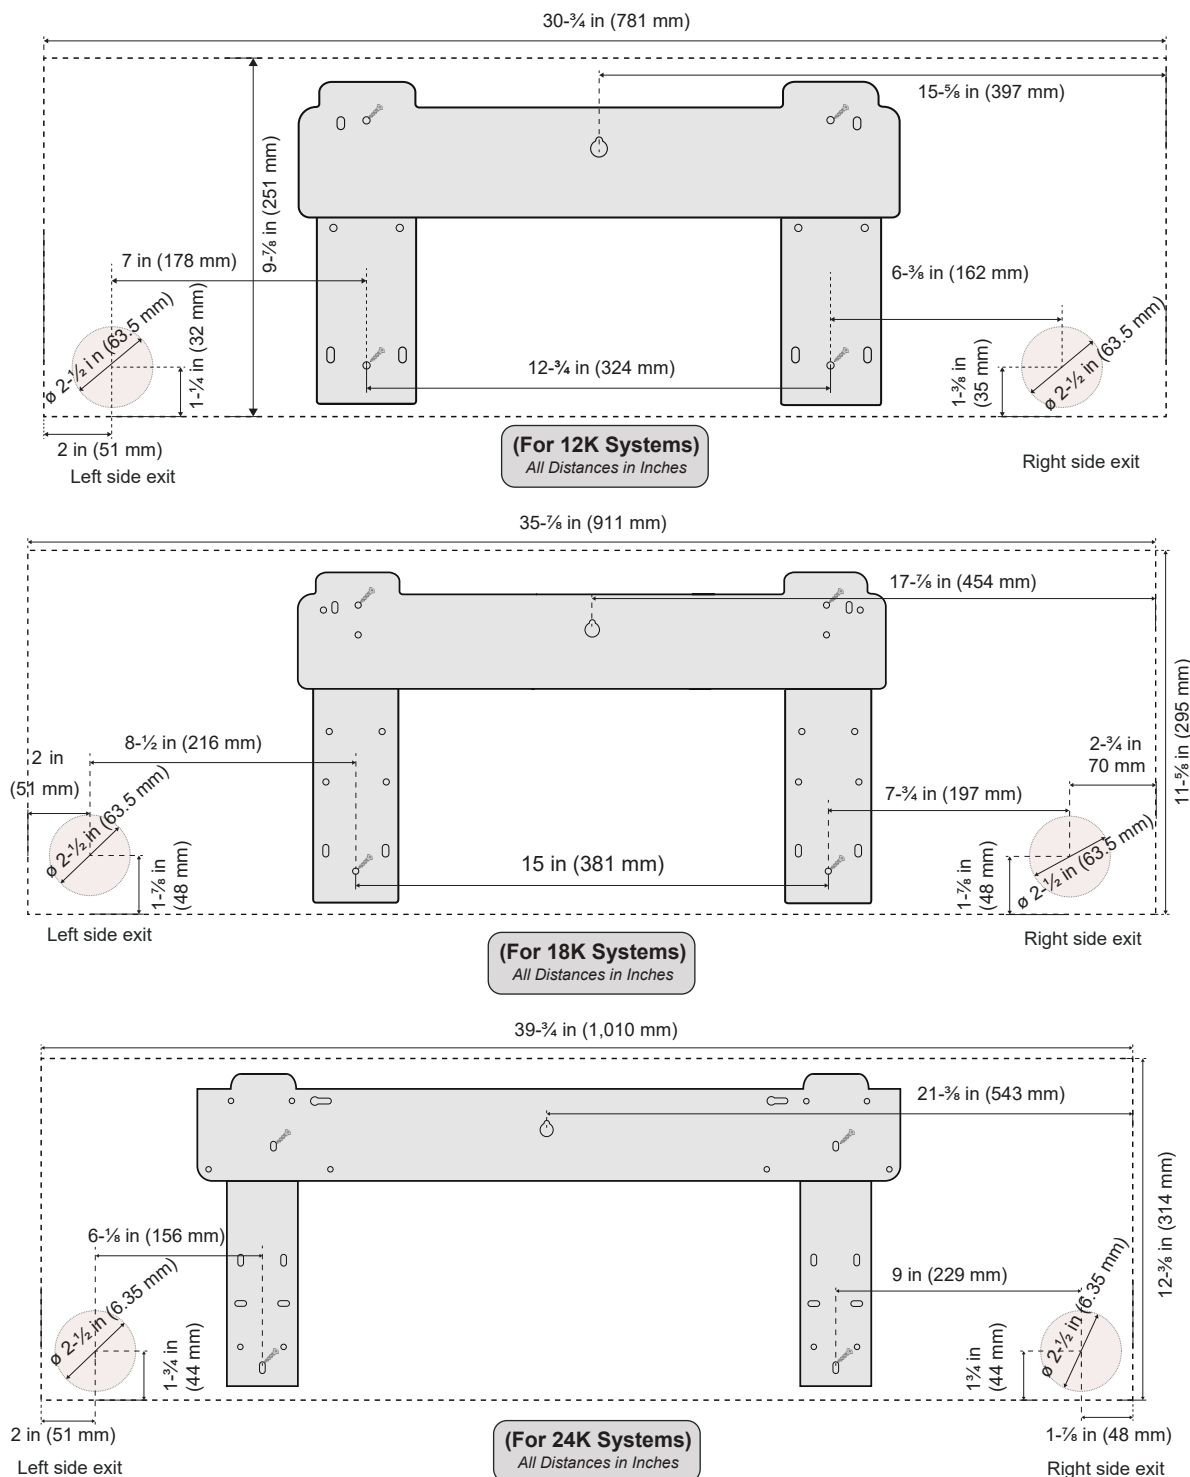 30-¾ in (781 mm)
15-⅝ in (397 mm)
9-⅞ in (251 mm)
7 in (178 mm)
6-⅜ in (162 mm)
ø 2-½ i n (63.5 mm)
1-¼ in (32 mm)
12-¾ in (324 mm)
1-⅜ in
(35 mm)
ø 2-½ in (63.5 mm)
2 in (51 mm)
Left side exit
(For 12K Systems)
All Distances in Inches
Right side exit
35-⅞ in (911 mm)
17-⅞ in (454 mm)
11-⅝ in (295 mm)
2 in
(51 mm)
8-½ in (216 mm)
2-¾ in
70 mm
7-¾ in (197 mm)
ø 2-½ in (63.5 mm)
1-⅞ in
(48 mm)
15 in (381 mm)
1-⅞ in
(48 mm)
ø 2-½ in (63.5 mm)
Left side exit
(For 18K Systems)
All Distances in Inches
Right side exit
39-¾ in (1,010 mm)
21-⅜ in (543 mm)
12-⅜ in (314 mm)
6-⅛ in (156 mm)
9 in (229 mm)
ø 2-½ in (6.35 mm)
1-¾ in
(44 mm)
1¾ in
(44 mm)
ø 2-½ in (6.35 mm)
2 in (51 mm)
Left side exit
(For 24K Systems)
All Distances in Inches
1-⅞ in (48 mm)
Right side exit